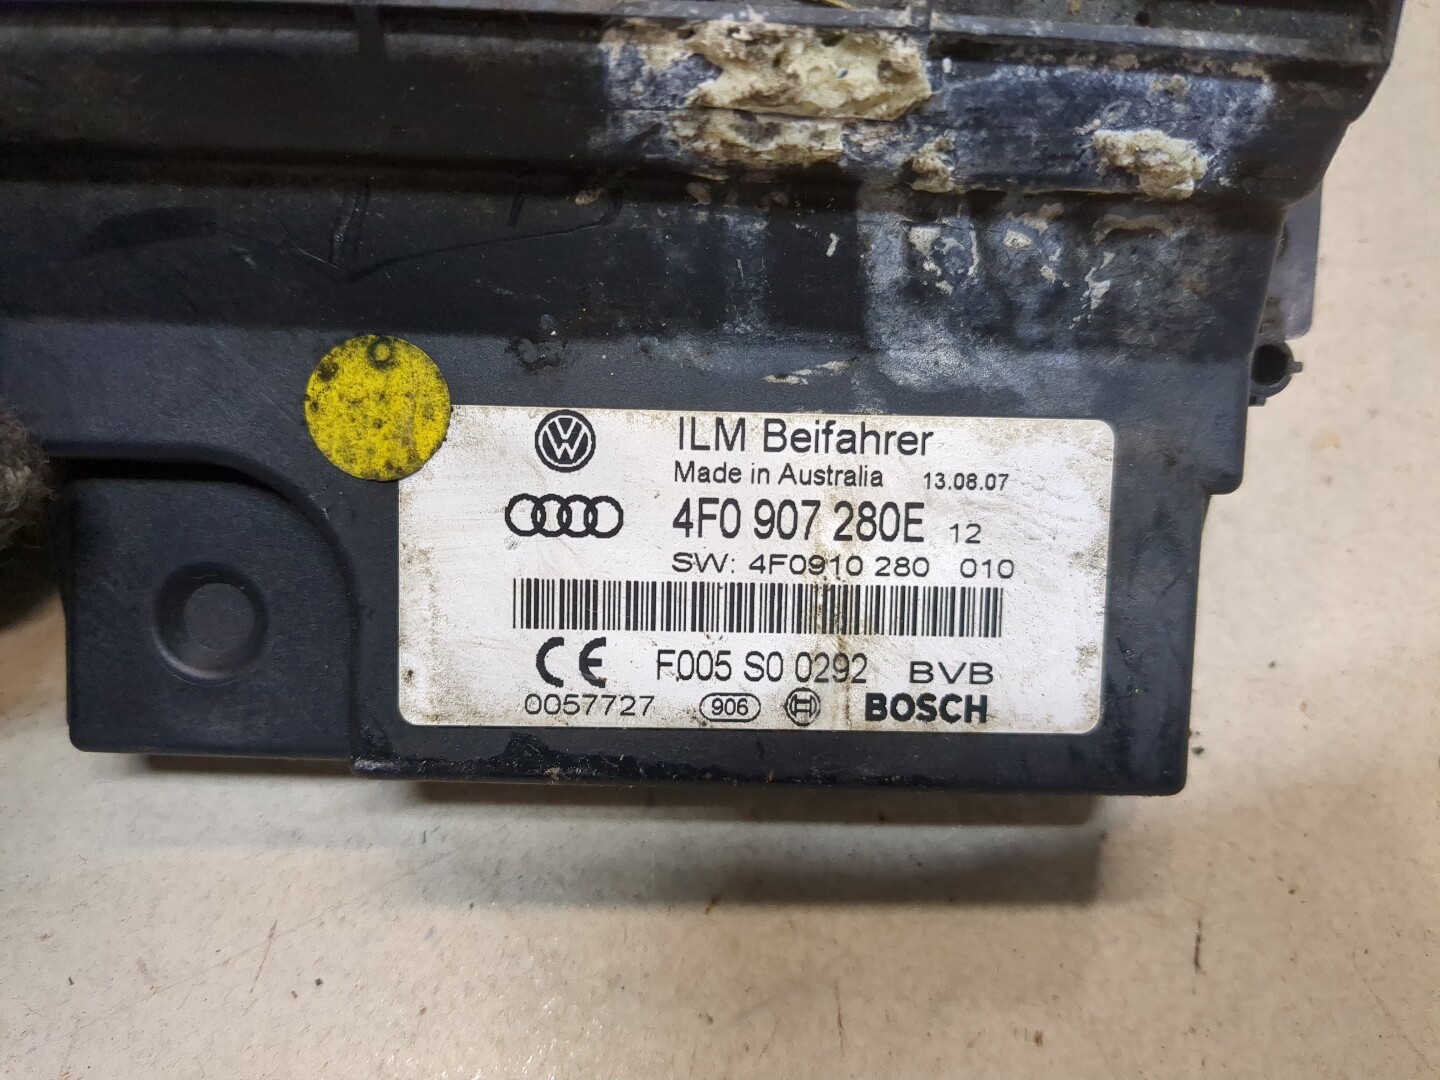 ILM Beifahrer
Made in Australia 13.08.07
4F0 907 280E 12
SW: 4F0910 280 010
CE F005 S0 0292 BVB
0057727 906 BOSCH